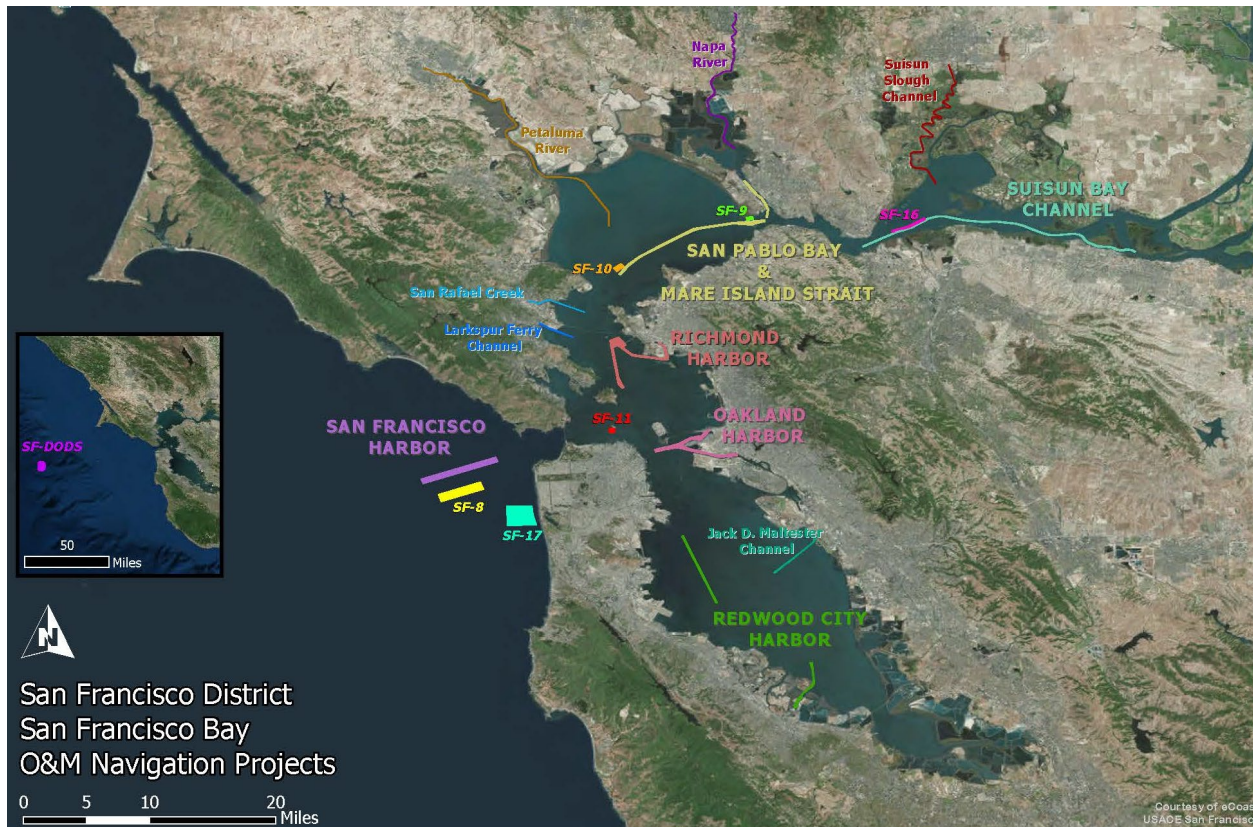 Napa
River
Suisun
Slough
Channel
Petaluma
River
SUISUN BAY
CHANNEL
SF-9
SF-16
SAN PABLO BAY
&
MARE ISLAND STRAIT
SF-10
San Rafael Creek
Larkspur Ferry
Channel
RICHMOND
HARBOR
SF-11
OAKLAND
HARBOR
SAN FRANCISCO
HARBOR
SF-DODS
SF-8
SF-17
50
Miles
Jack D. Maltester
Channel
REDWOOD CITY
HARBOR
N
San Francisco District
San Francisco Bay
O&M Navigation Projects
0 5 10 20
Miles
Courtesy of eCoas
USACE San Francisc